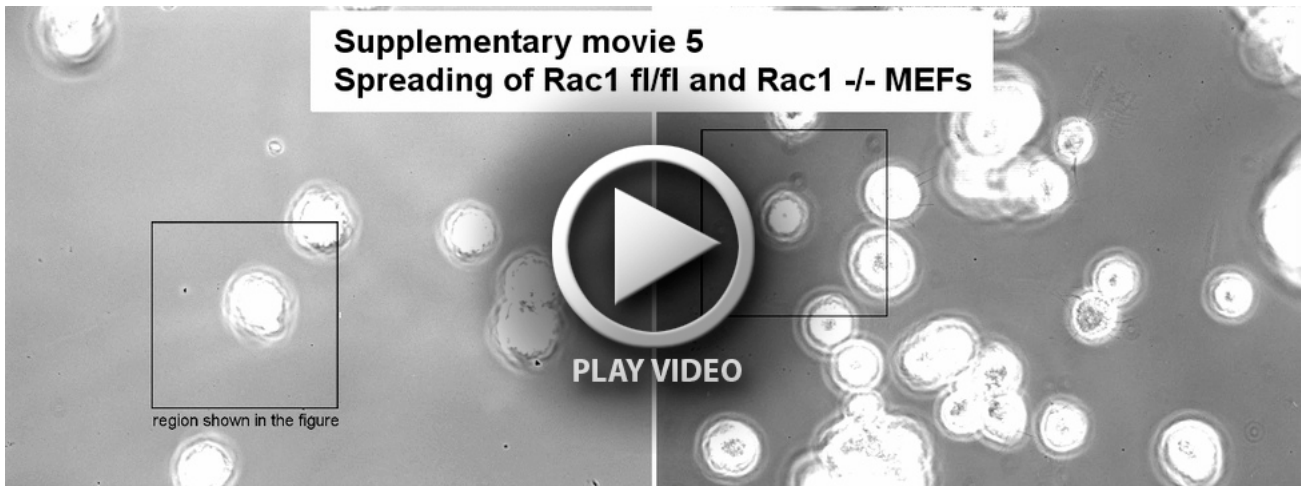 Supplementary movie 5
Spreading of Rac1 fl/fl and Rac1 -/- MEFs
PLAY VIDEO
region shown in the figure